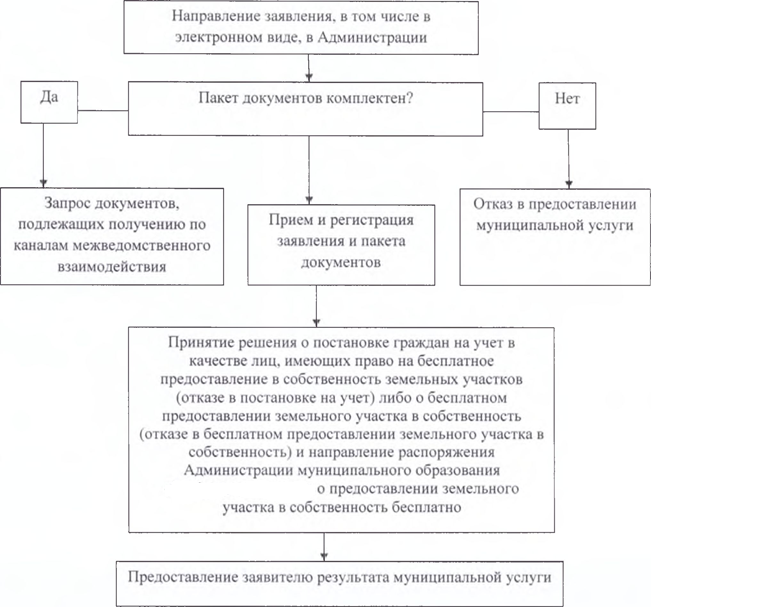 Направление заявления, в том числе в
электронном виде, в Администрации
Да
Пакет документов комплектен?
Нет
Запрос документов,
подлежащих получению по
каналам межведомственного
взаимодействия
Прием и регистрация
заявления и пакета
документов
Отказ в предоставлении
муниципальной услуги
Принятие решения о постановке граждан на учет в
качестве лиц, имеющих право на бесплатное
предоставление в собственность земельных участков
(отказе в постановке на учет) либо о бесплатном
предоставлении земельного участка в собственность
(отказе в бесплатном предоставлении земельного участка в
собственность) и направление распоряжения
Администрации муниципального образования
о предоставлении земельного
участка в собственность бесплатно
Предоставление заявителю результата муниципальной услуги